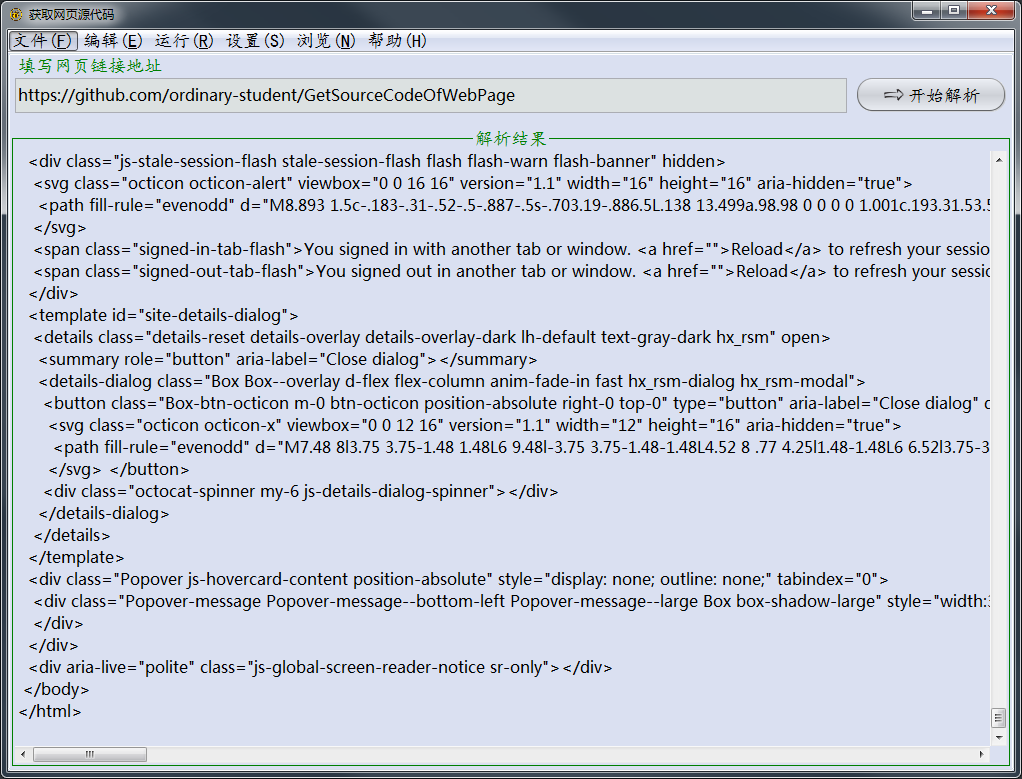 获取网页源代码
文件(F) 编辑(E) 运行(R) 设置(S) 浏览(N) 帮助(H)
填写网页链接地址
https://github.com/ordinary-student/GetSourceCodeOfWebPage
⇨ 开始解析
解析结果
<div class="js-stale-session-flash stale-session-flash flash flash-warn flash-banner" hidden>
<svg class="octicon octicon-alert" viewbox="0 0 16 16" version="1.1" width="16" height="16" aria-hidden="true">
<path fill-rule="evenodd" d="M8.893 1.5c-.183-.31-.52-.5-.887-.5s-.703.19-.886.5L.138 13.499a.98.98 0 0 0 0 1.001c.193.31.53.5
</svg>
<span class="signed-in-tab-flash">You signed in with another tab or window. <a href="">Reload</a> to refresh your sessio
<span class="signed-out-tab-flash">You signed out in another tab or window. <a href="">Reload</a> to refresh your sessio
</div>
<template id="site-details-dialog">
<details class="details-reset details-overlay details-overlay-dark lh-default text-gray-dark hx_rsm" open>
<summary role="button" aria-label="Close dialog"></summary>
<details-dialog class="Box Box--overlay d-flex flex-column anim-fade-in fast hx_rsm-dialog hx_rsm-modal">
<button class="Box-btn-octicon m-0 btn-octicon position-absolute right-0 top-0" type="button" aria-label="Close dialog"
<svg class="octicon octicon-x" viewbox="0 0 12 16" version="1.1" width="12" height="16" aria-hidden="true">
<path fill-rule="evenodd" d="M7.48 8l3.75 3.75-1.48 1.48L6 9.48l-3.75 3.75-1.48-1.48L4.52 8 .77 4.25l1.48-1.48L6 6.52l3.75-3
</svg> </button>
<div class="octocat-spinner my-6 js-details-dialog-spinner"></div>
</details-dialog>
</details>
</template>
<div class="Popover js-hovercard-content position-absolute" style="display: none; outline: none;" tabindex="0">
<div class="Popover-message Popover-message--bottom-left Popover-message--large Box box-shadow-large" style="width:
</div>
</div>
<div aria-live="polite" class="js-global-screen-reader-notice sr-only"></div>
</body>
</html>